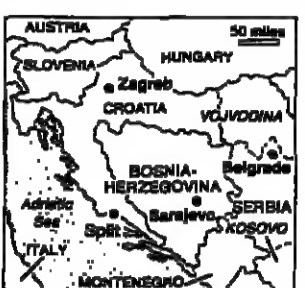 AUSTRIA
50 miles
SLOVENIA
HUNGARY
Zagreb
CROATIA
VOJVODINA
BOSNIA-
HERZEGOVINA
Belgrade
Adriatic
Sea
Sarajevo
SERBIA
Split
KOSOVO
ITALY
MONTENEGRO